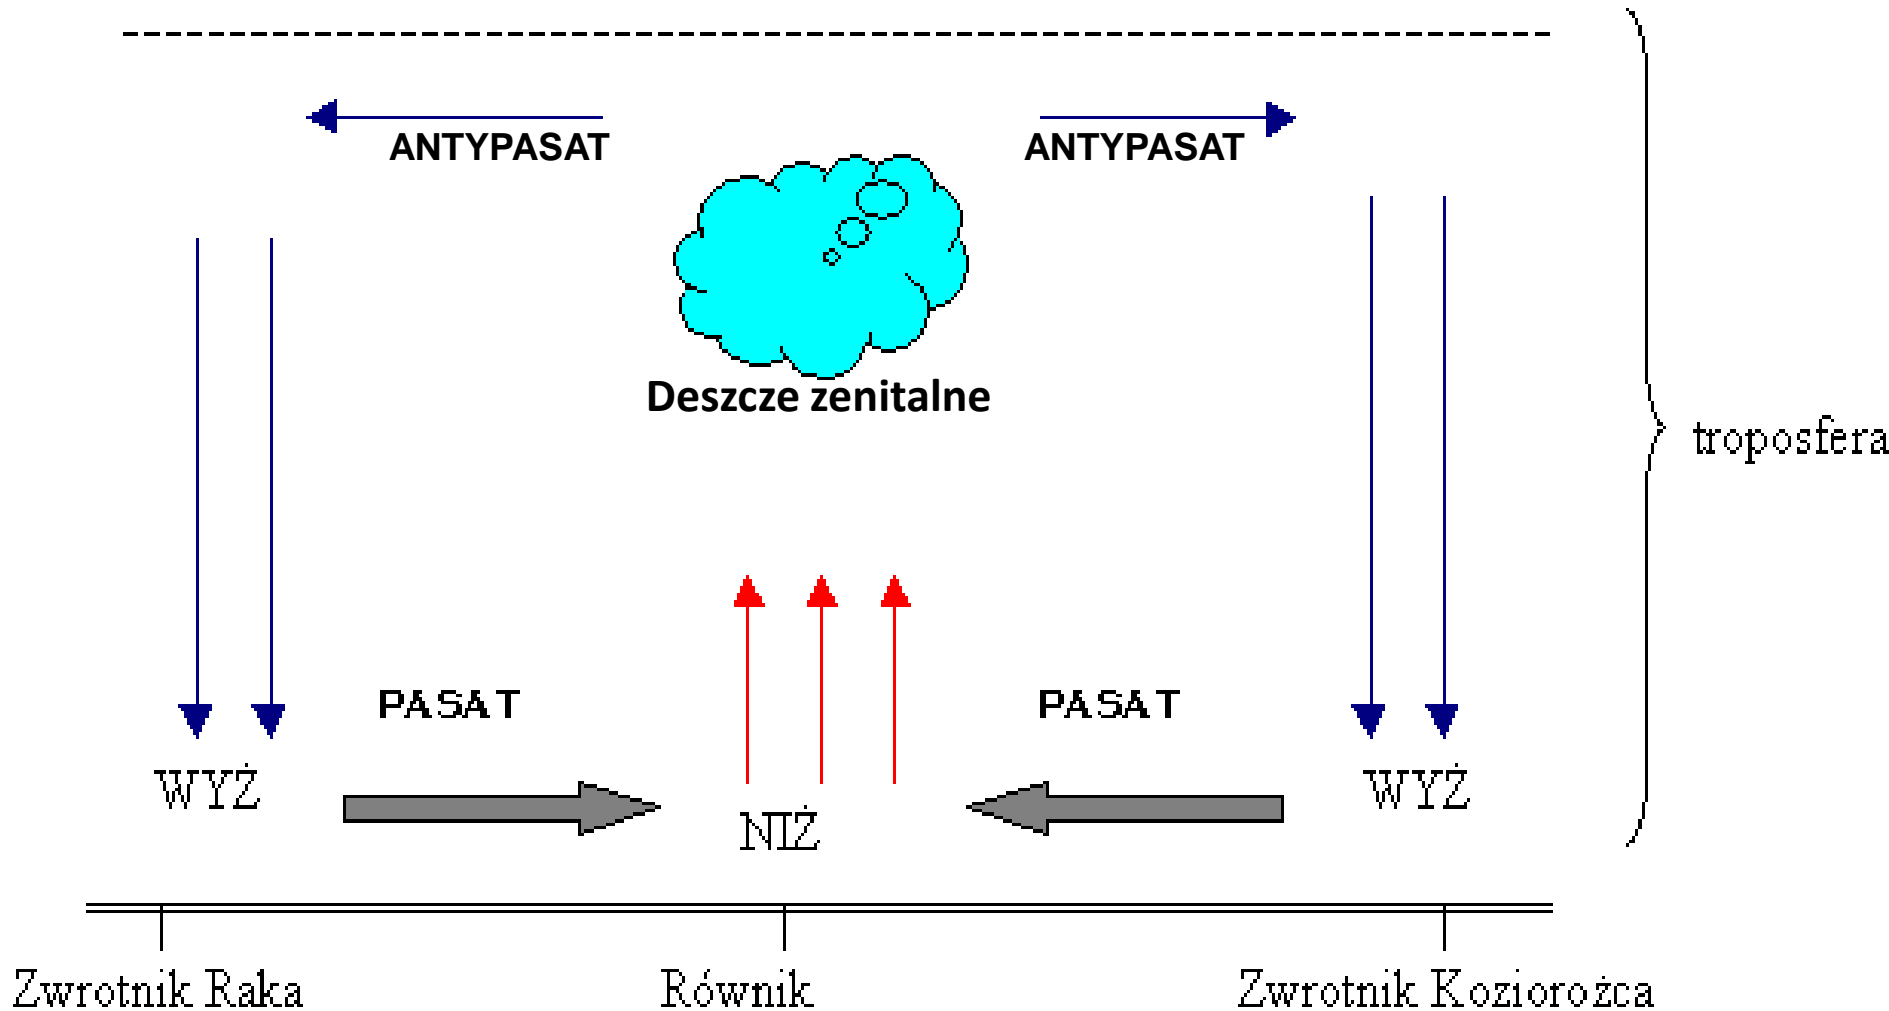 ANTYPASAT ANTYPASAT
Deszcze zenitalne
troposfera
PASAT PASAT
WYŻ WYŻ
NIŻ
Zwrotnik Raka Równik Zwrotnik Koziorożca